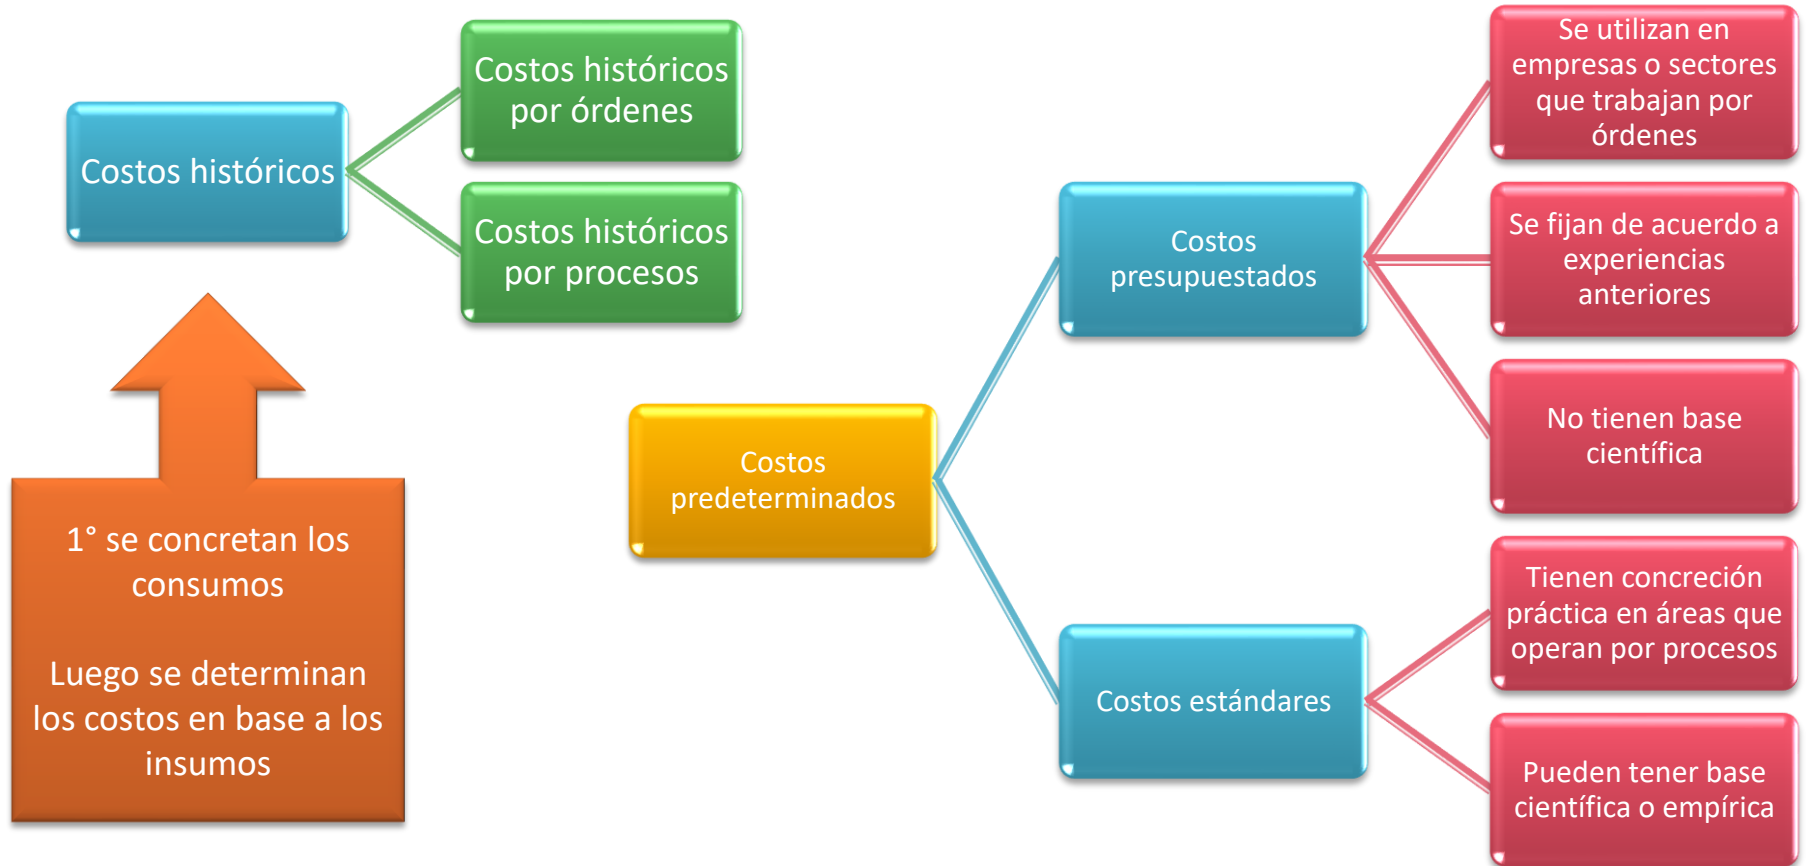 Costos históricos
Costos históricos
por órdenes
Costos históricos
por procesos
1° se concretan los
consumos
Luego se determinan
los costos en base a los
insumos
Costos
predeterminados
Costos
presupuestados
Se utilizan en
empresas o sectores
que trabajan por
órdenes
Se fijan de acuerdo a
experiencias
anteriores
No tienen base
científica
Costos estándares
Tienen concreción
práctica en áreas que
operan por procesos
Pueden tener base
científica o empírica